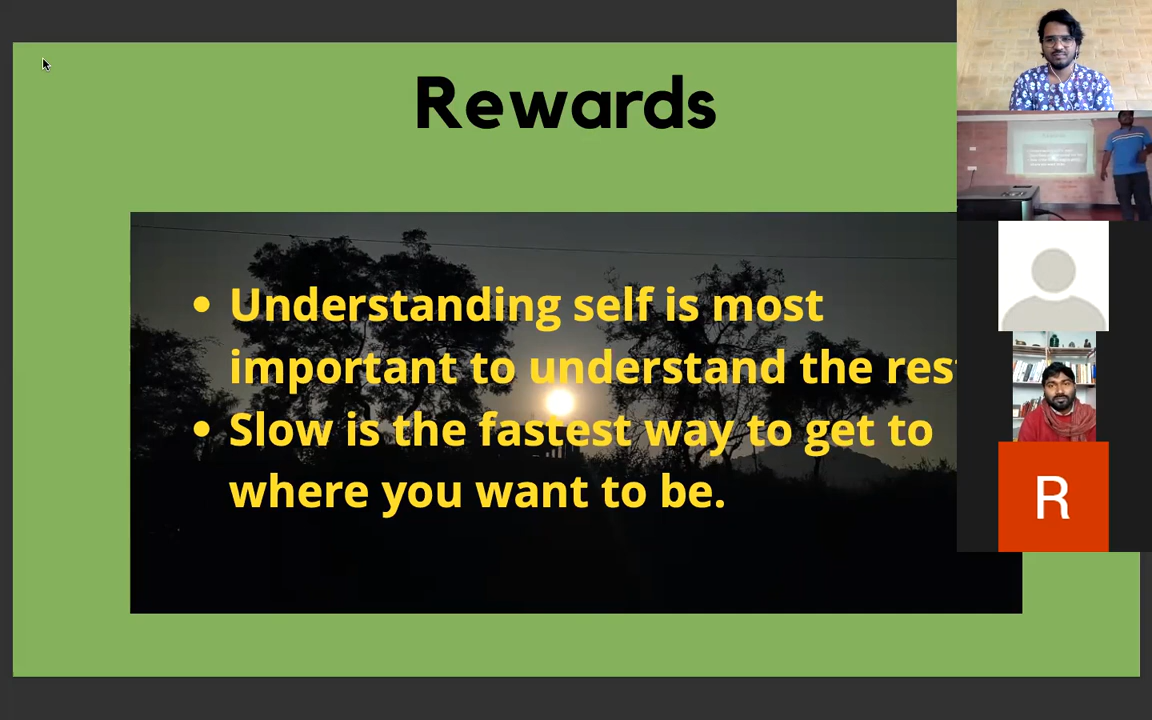 Rewards
• Understanding self is most
important to understand the rest
• Slow is the fastest way to get to
where you want to be.
R